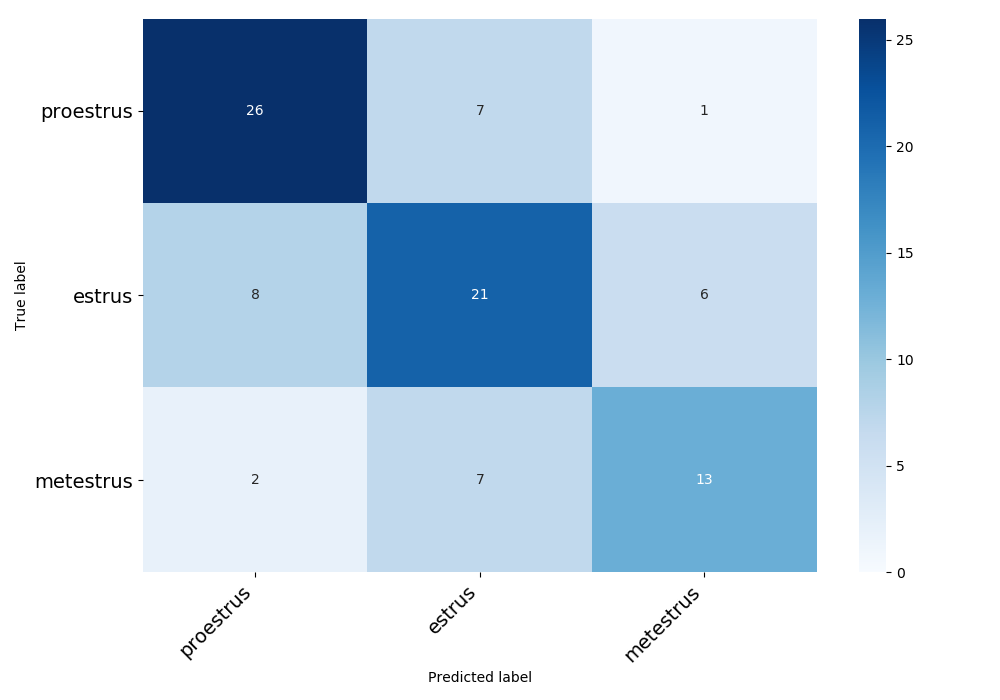 proestrus 26 7 1
estrus 8 21 6
metestrus 2 7 13
True label
proestrus estrus metestrus
Predicted label
25
20
15
10
5
0